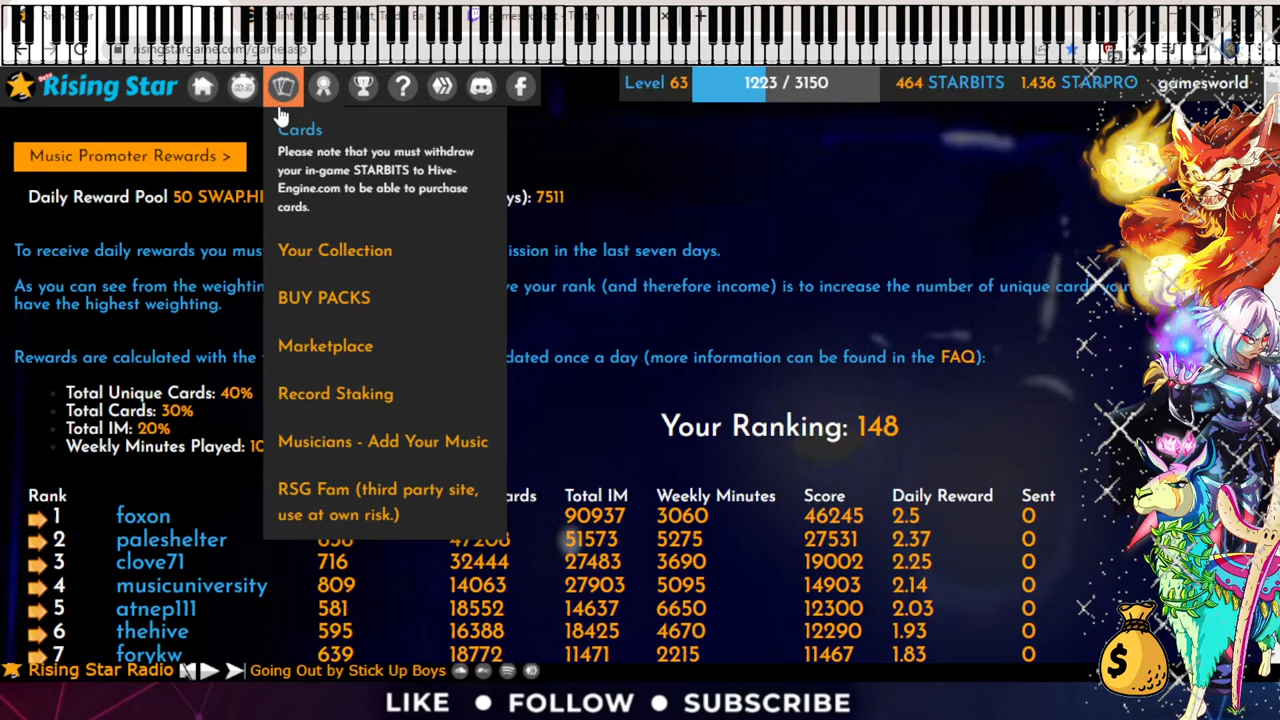 risingstargame.com/game.asp
Beta
Rising Star
00:30
Level 63
1223 / 3150
464 STARBITS
1.436 STARPRO
gamesworld
Cards
Please note that you must withdraw
your in-game STARBITS to Hive-
Engine.com to be able to purchase
cards.
Your Collection
BUY PACKS
Marketplace
Record Staking
Musicians - Add Your Music
RSG Fam (third party site,
use at own risk.)
Music Promoter Rewards >
Daily Reward Pool 50 SWAP.HI ys): 7511
To receive daily rewards you mus ission in the last seven days.
As you can see from the weightin ve your rank (and therefore income) is to increase the number of unique cards
have the highest weighting.
Rewards are calculated with the dated once a day (more information can be found in the FAQ):
Total Unique Cards: 40%
Total Cards: 30%
Total IM: 20%
Weekly Minutes Played: 10
Your Ranking: 148
Rank ards Total IM Weekly Minutes Score Daily Reward Sent
1 foxon 90937 3060 46245 2.5 0
2 paleshelter 51573 5275 27531 2.37 0
3 clove71 716 32444 27483 3690 19002 2.25 0
4 musicuniversity 809 14063 27903 5095 14903 2.14 0
5 atnep111 581 18552 14637 6650 12300 2.03 0
6 thehive 595 16388 18425 4670 12290 1.93 0
7 forykw 639 18772 11471 2215 11467 1.83 0
Rising Star Radio Going Out by Stick Up Boys
LIKE ● FOLLOW ● SUBSCRIBE
$